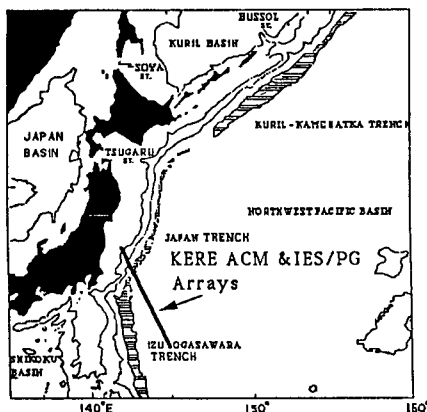 BUSSOL
ST.
KURIL BASIN
SOYA
ST.
KURIL-KAMCHATKA TRENCH
JAPAN
BASIN
TSUGARU
ST.
NORTHWEST PACIFIC BASIN
JAPAN TRENCH
KERE ACM &IES/PG
Arrays
IZU OGASAWARA
TRENCH
SHIKOKU
BASIN
140°E
150°
160°